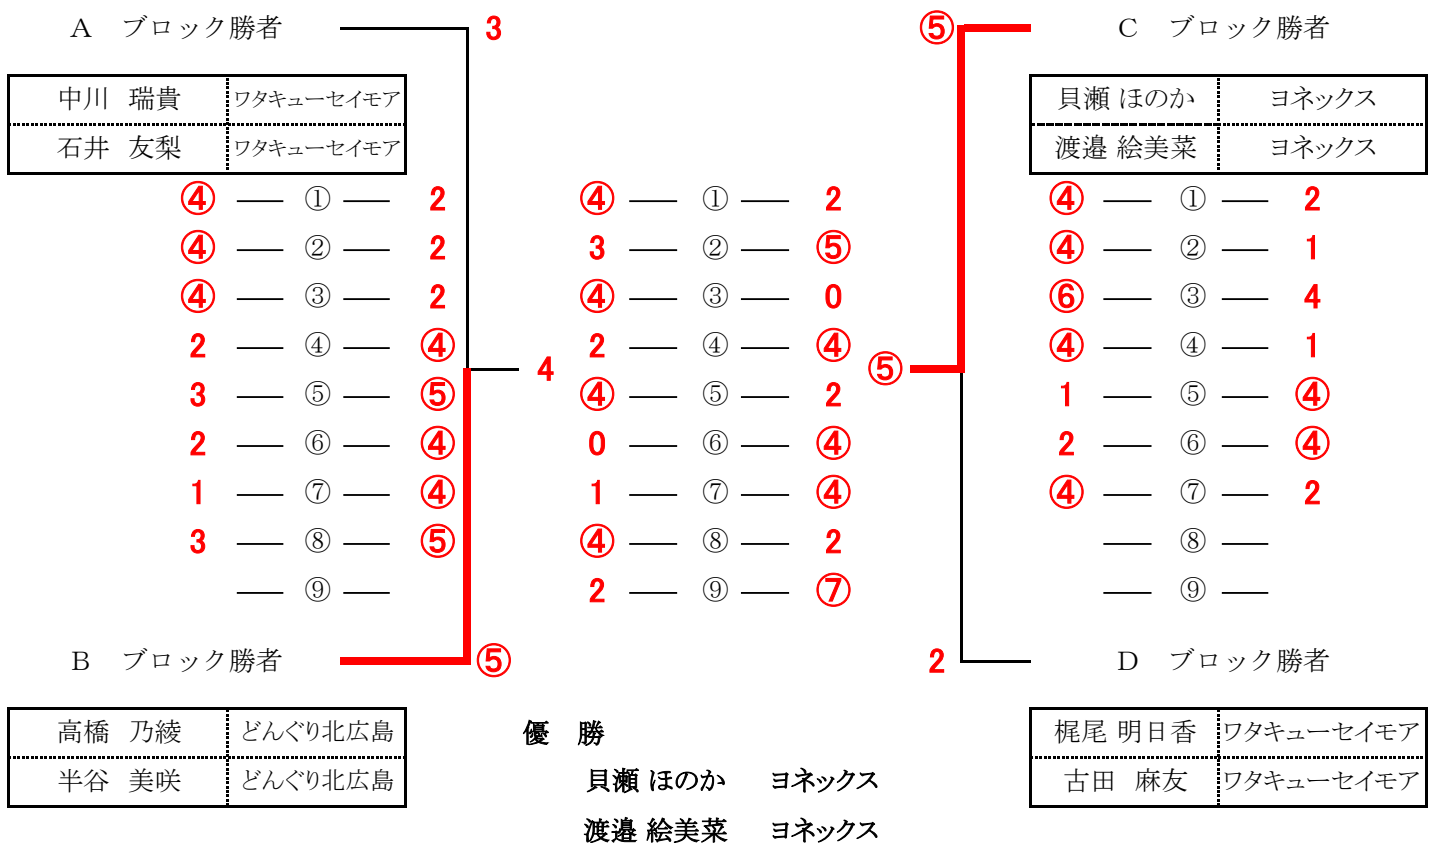 A ブロック勝者 3 ⑤ C ブロック勝者
中川 瑞貴 ワタキューセイモア 貝瀬 ほのか ヨネックス
石井 友梨 ワタキューセイモア 渡邉 絵美菜 ヨネックス
④ ― ① ― 2 ④ ― ① ― 2 ④ ― ① ― 2
④ ― ② ― 2 3 ― ② ― ⑤ ④ ― ② ― 1
④ ― ③ ― 2 ④ ― ③ ― 0 ⑥ ― ③ ― 4
2 ― ④ ― ④ 2 ― ④ ― ④ ④ ― ④ ― 1
4 ⑤
3 ― ⑤ ― ⑤ ④ ― ⑤ ― 2 1 ― ⑤ ― ④
2 ― ⑥ ― ④ 0 ― ⑥ ― ④ 2 ― ⑥ ― ④
1 ― ⑦ ― ④ 1 ― ⑦ ― ④ ④ ― ⑦ ― 2
3 ― ⑧ ― ⑤ ④ ― ⑧ ― 2 ― ⑧ ―
― ⑨ ― 2 ― ⑨ ― ⑦ ― ⑨ ―
B ブロック勝者 ⑤ 2 D ブロック勝者
高橋 乃綾 どんぐり北広島 優 勝 梶尾 明日香 ワタキューセイモア
半谷 美咲 どんぐり北広島 貝瀬 ほのか ヨネックス 古田 麻友 ワタキューセイモア
渡邉 絵美菜 ヨネックス